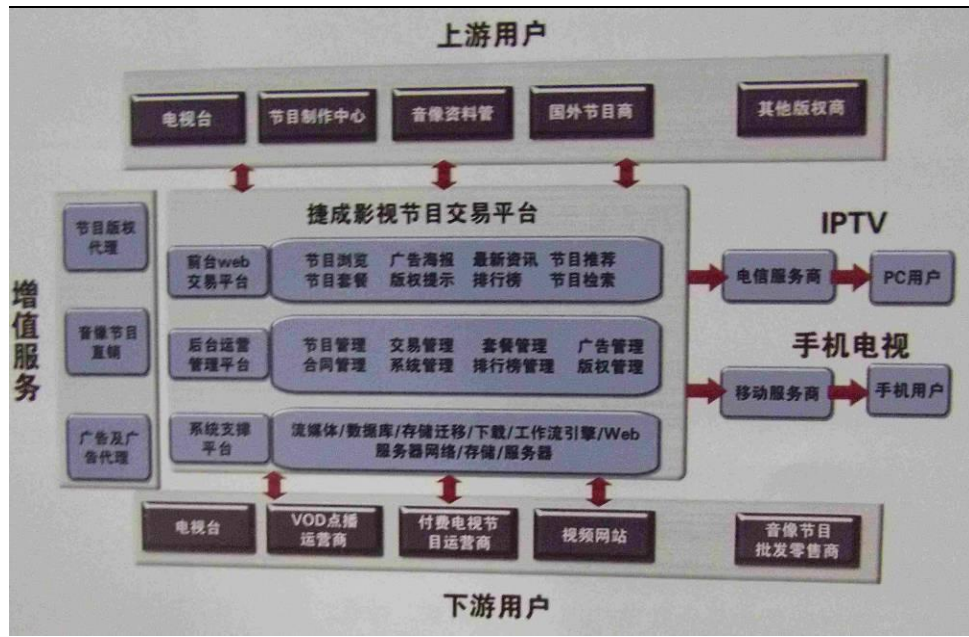 上游用户
电视台
节目制作中心
音像资料管
国外节目商
其他版权商
捷成影视节目交易平台
增值服务
节目版权
代理
音像节目
直销
广告及广
告代理
前台web
交易平台
节目浏览 广告海报 最新资讯 节目推荐
节目套餐 版权提示 排行榜 节目检索
后台运营
管理平台
节目管理 交易管理 套餐管理 广告管理
合同管理 系统管理 排行榜管理 版权管理
系统支撑
平台
流媒体/数据库/存储迁移/下载/工作流引擎/Web
服务器网络/存储/服务器
IPTV
电信服务商
PC用户
手机电视
移动服务商
手机用户
电视台
VOD点播
运营商
付费电视节
目运营商
视频网站
音像节目
批发零售商
下游用户